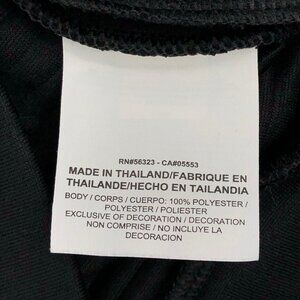 RN#56323 - CA#05553
MADE IN THAILAND/FABRIQUE EN
THAILANDE/HECHO EN TAILANDIA
BODY / CORPS / CUERPO: 100% POLYESTER /
POLYESTER / POLIESTER
EXCLUSIVE OF DECORATION / DECORATION
NON COMPRISE / NO INCLUYE LA
DECORACION